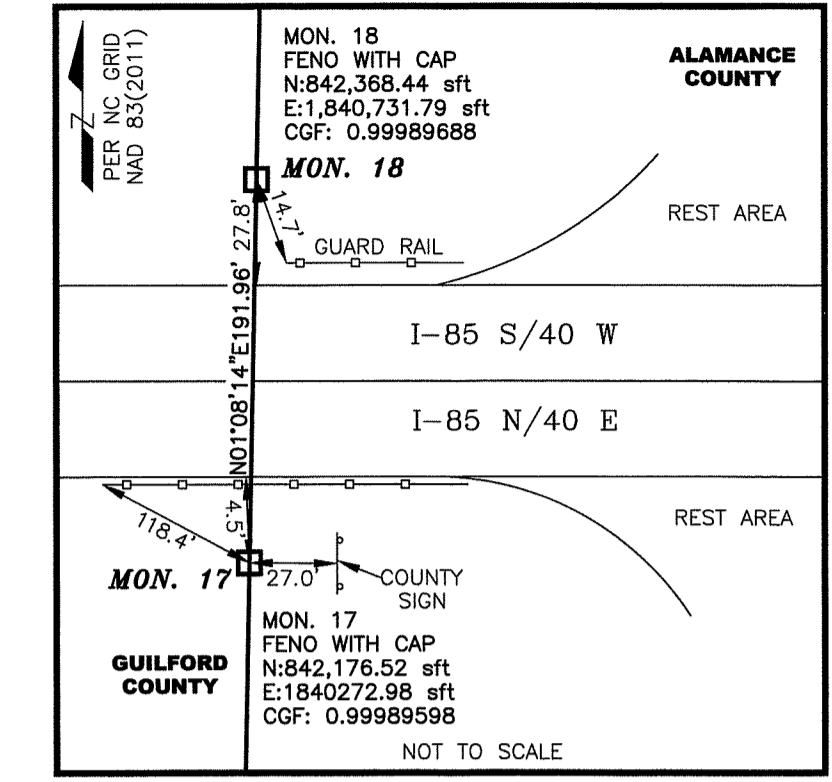 PER NC GRID
NAD 83(2011)
Z
MON. 18
FENO WITH CAP
N:842,368.44 sft
E:1,840,731.79 sft
CGF: 0.99989688
ALAMANCE
COUNTY
MON. 18
27.8'
14.7'
GUARD RAIL
REST AREA
N01°08'14"E191.96'
I-85 S/40 W
I-85 N/40 E
118.4'
4.5'
REST AREA
MON. 17
27.0'
COUNTY
SIGN
MON. 17
FENO WITH CAP
N:842,176.52 sft
E:1840272.98 sft
CGF: 0.99989598
GUILFORD
COUNTY
NOT TO SCALE